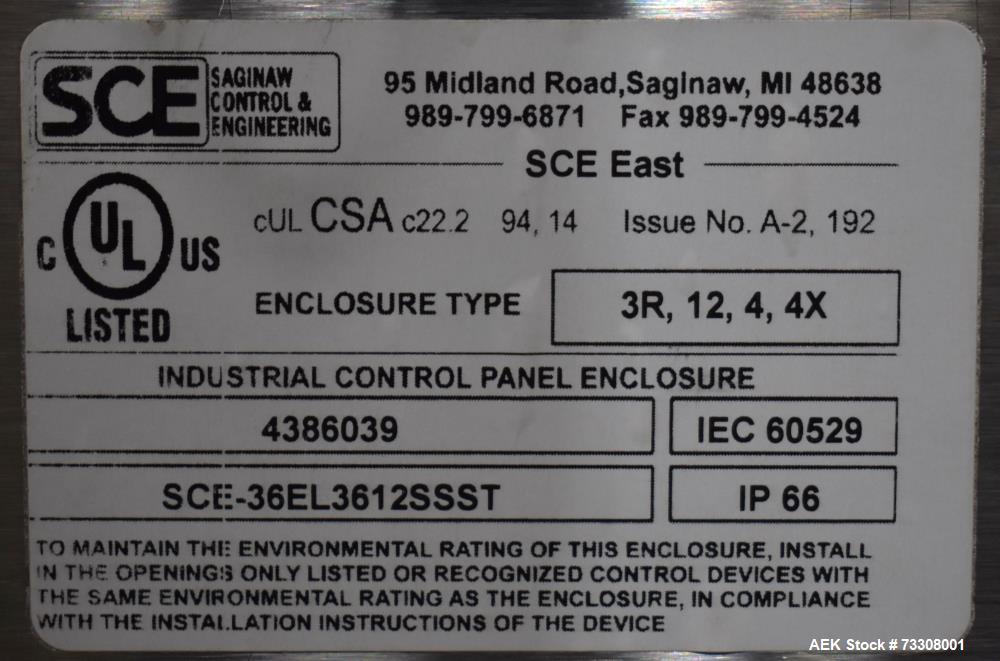 SCE SAGINAW
CONTROL &
ENGINEERING
95 Midland Road,Saginaw, MI 48638
989-799-6871 Fax 989-799-4524
SCE East
C UL US
LISTED
cUL CSA c22.2 94, 14 Issue No. A-2, 192
ENCLOSURE TYPE 3R, 12, 4, 4X
INDUSTRIAL CONTROL PANEL ENCLOSURE
4386039 IEC 60529
SCE-36EL3612SSST IP 66
TO MAINTAIN THE ENVIRONMENTAL RATING OF THIS ENCLOSURE, INSTALL
IN THE OPENINGS ONLY LISTED OR RECOGNIZED CONTROL DEVICES WITH
THE SAME ENVIRONMENTAL RATING AS THE ENCLOSURE, IN COMPLIANCE
WITH THE INSTALLATION INSTRUCTIONS OF THE DEVICE
AEK Stock # 73308001